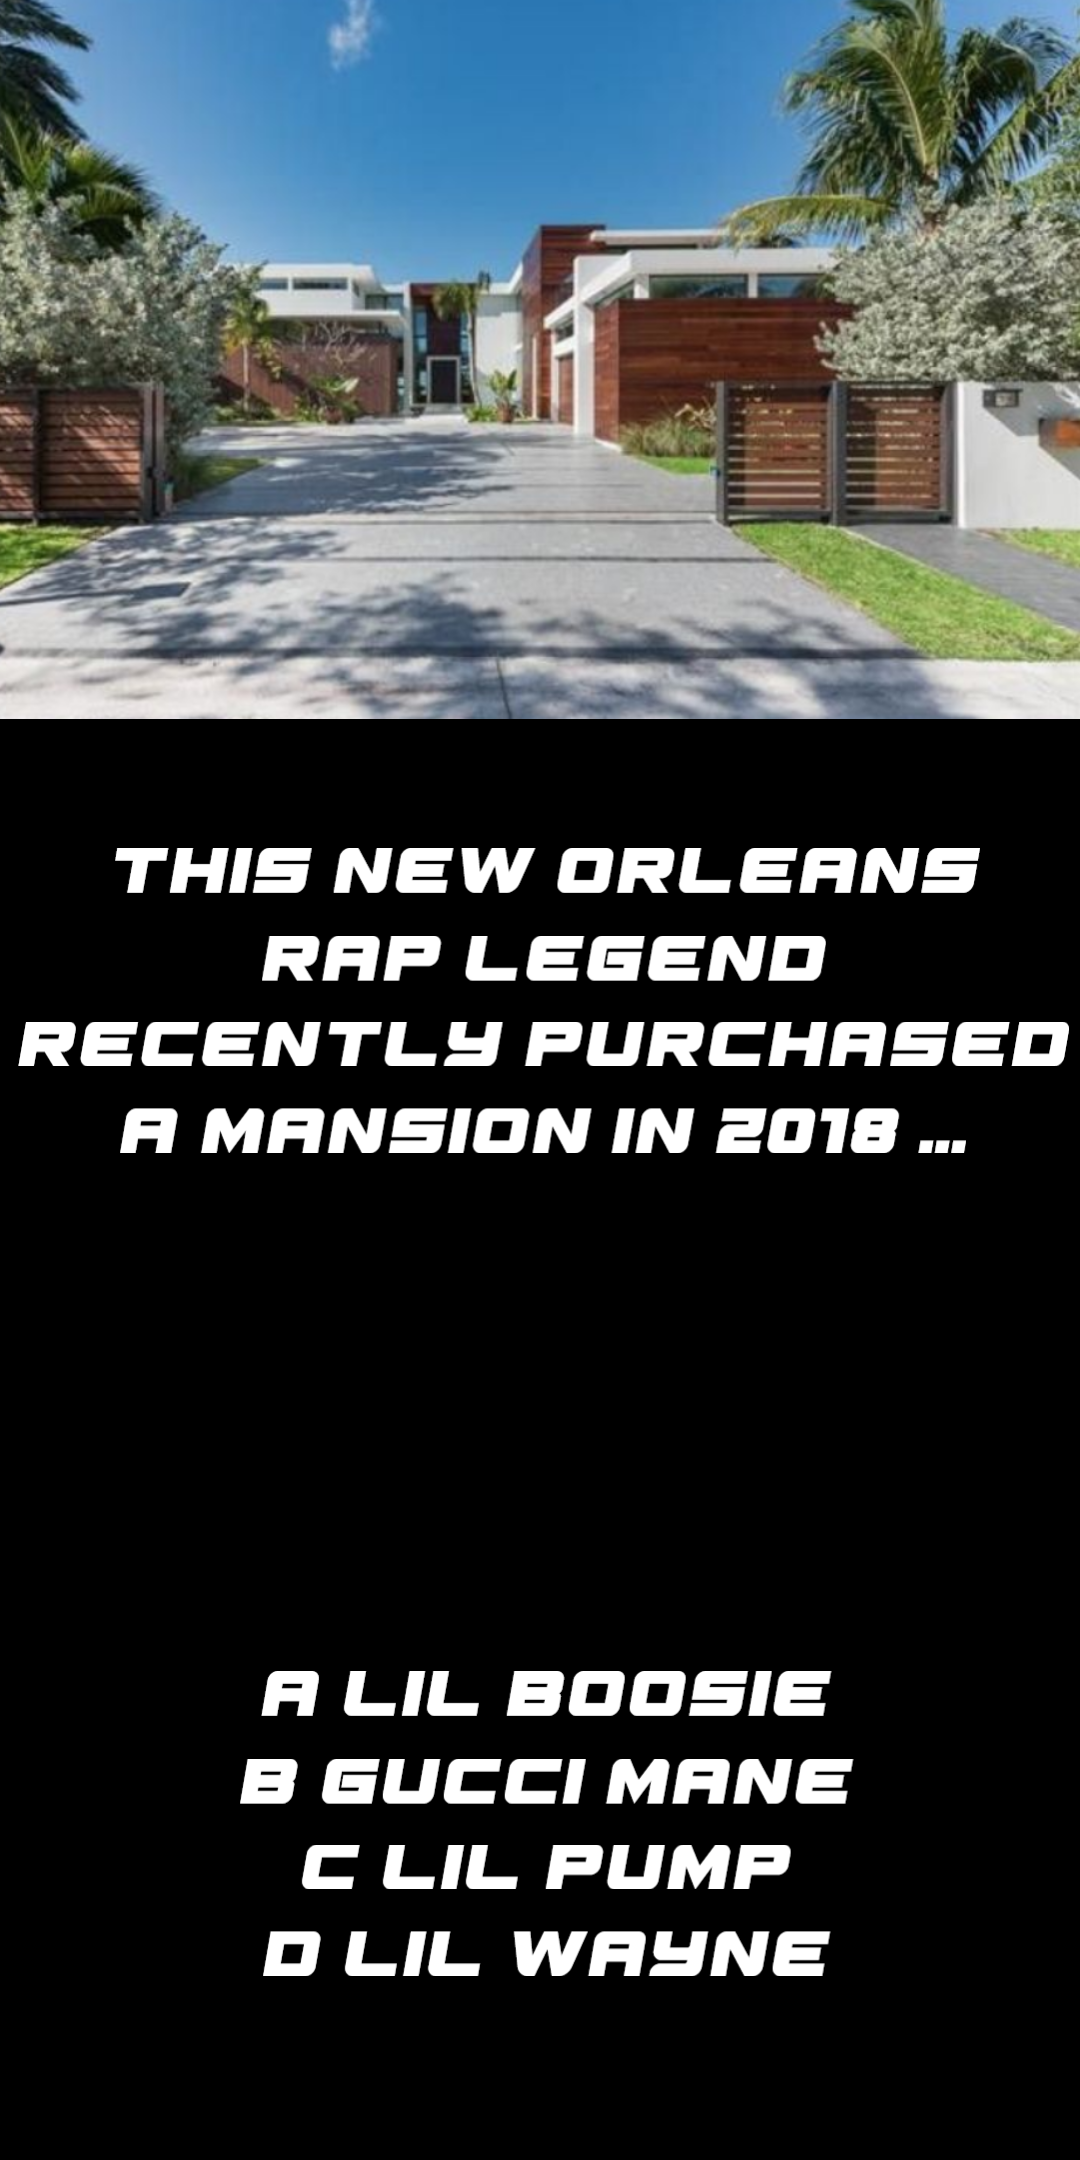 THIS NEW ORLEANS
RAP LEGEND
RECENTLY PURCHASED
A MANSION IN 2018 ...
A LIL BOOSIE
B GUCCI MANE
C LIL PUMP
D LIL WAYNE